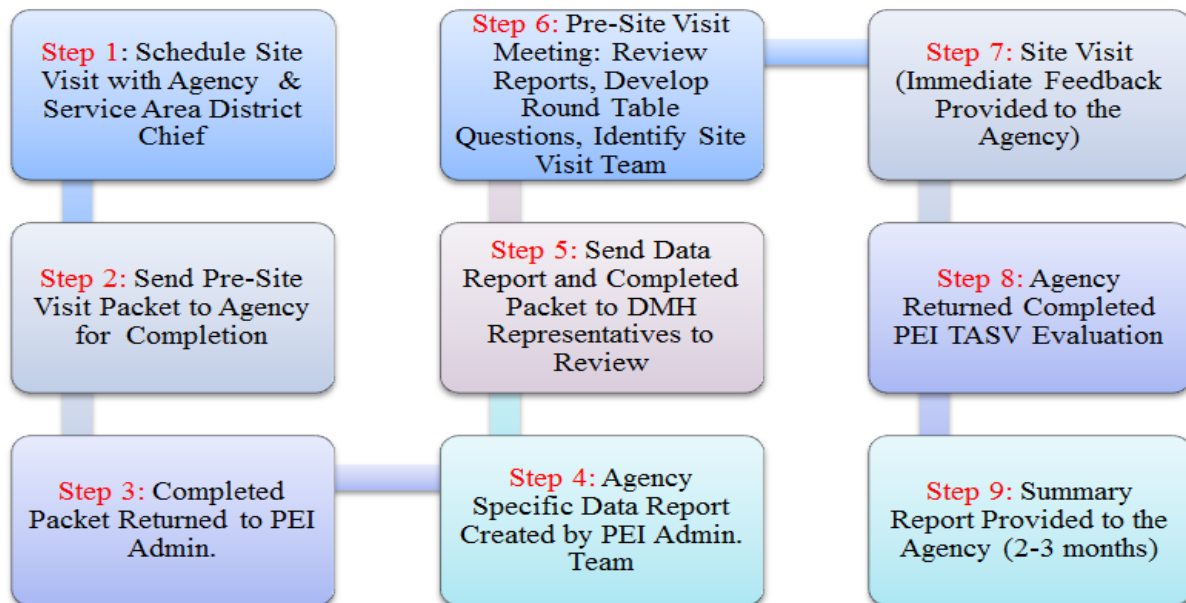 Step 1: Schedule Site
Visit with Agency &
Service Area District
Chief
Step 2: Send Pre-Site
Visit Packet to Agency
for Completion
Step 3: Completed
Packet Returned to PEI
Admin.
Step 4: Agency
Specific Data Report
Created by PEI Admin.
Team
Step 5: Send Data
Report and Completed
Packet to DMH
Representatives to
Review
Step 6: Pre-Site Visit
Meeting: Review
Reports, Develop
Round Table
Questions, Identify Site
Visit Team
Step 7: Site Visit
(Immediate Feedback
Provided to the
Agency)
Step 8: Agency
Returned Completed
PEI TASV Evaluation
Step 9: Summary
Report Provided to the
Agency (2-3 months)